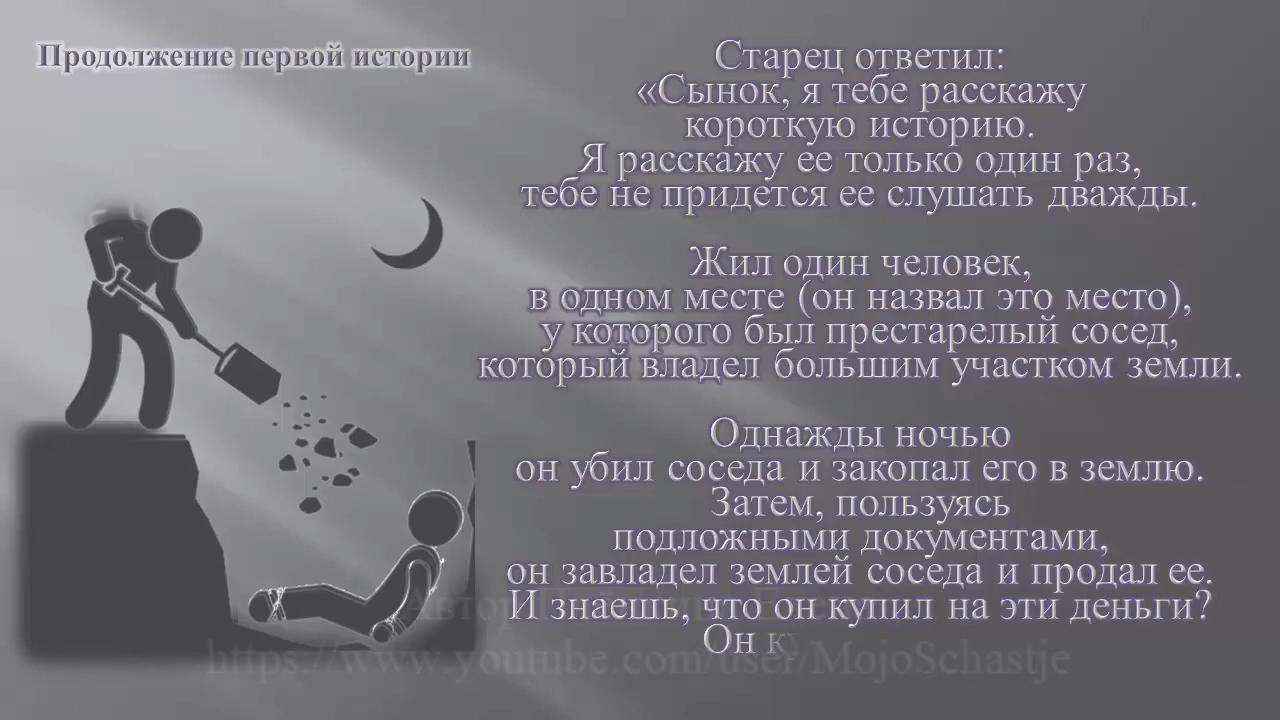 Продолжение первой истории
Старец ответил:
«Сынок, я тебе расскажу
короткую историю.
Я расскажу ее только один раз,
тебе не придется ее слушать дважды.
Жил один человек,
в одном месте (он назвал это место),
у которого был престарелый сосед,
который владел большим участком земли.
Однажды ночью
он убил соседа и закопал его в землю.
Затем, пользуясь
подложными документами,
он завладел землей соседа и продал ее.
И знаешь, что он купил на эти деньги?
Он ку
https://www.youtube.com/user/MojoSchastje